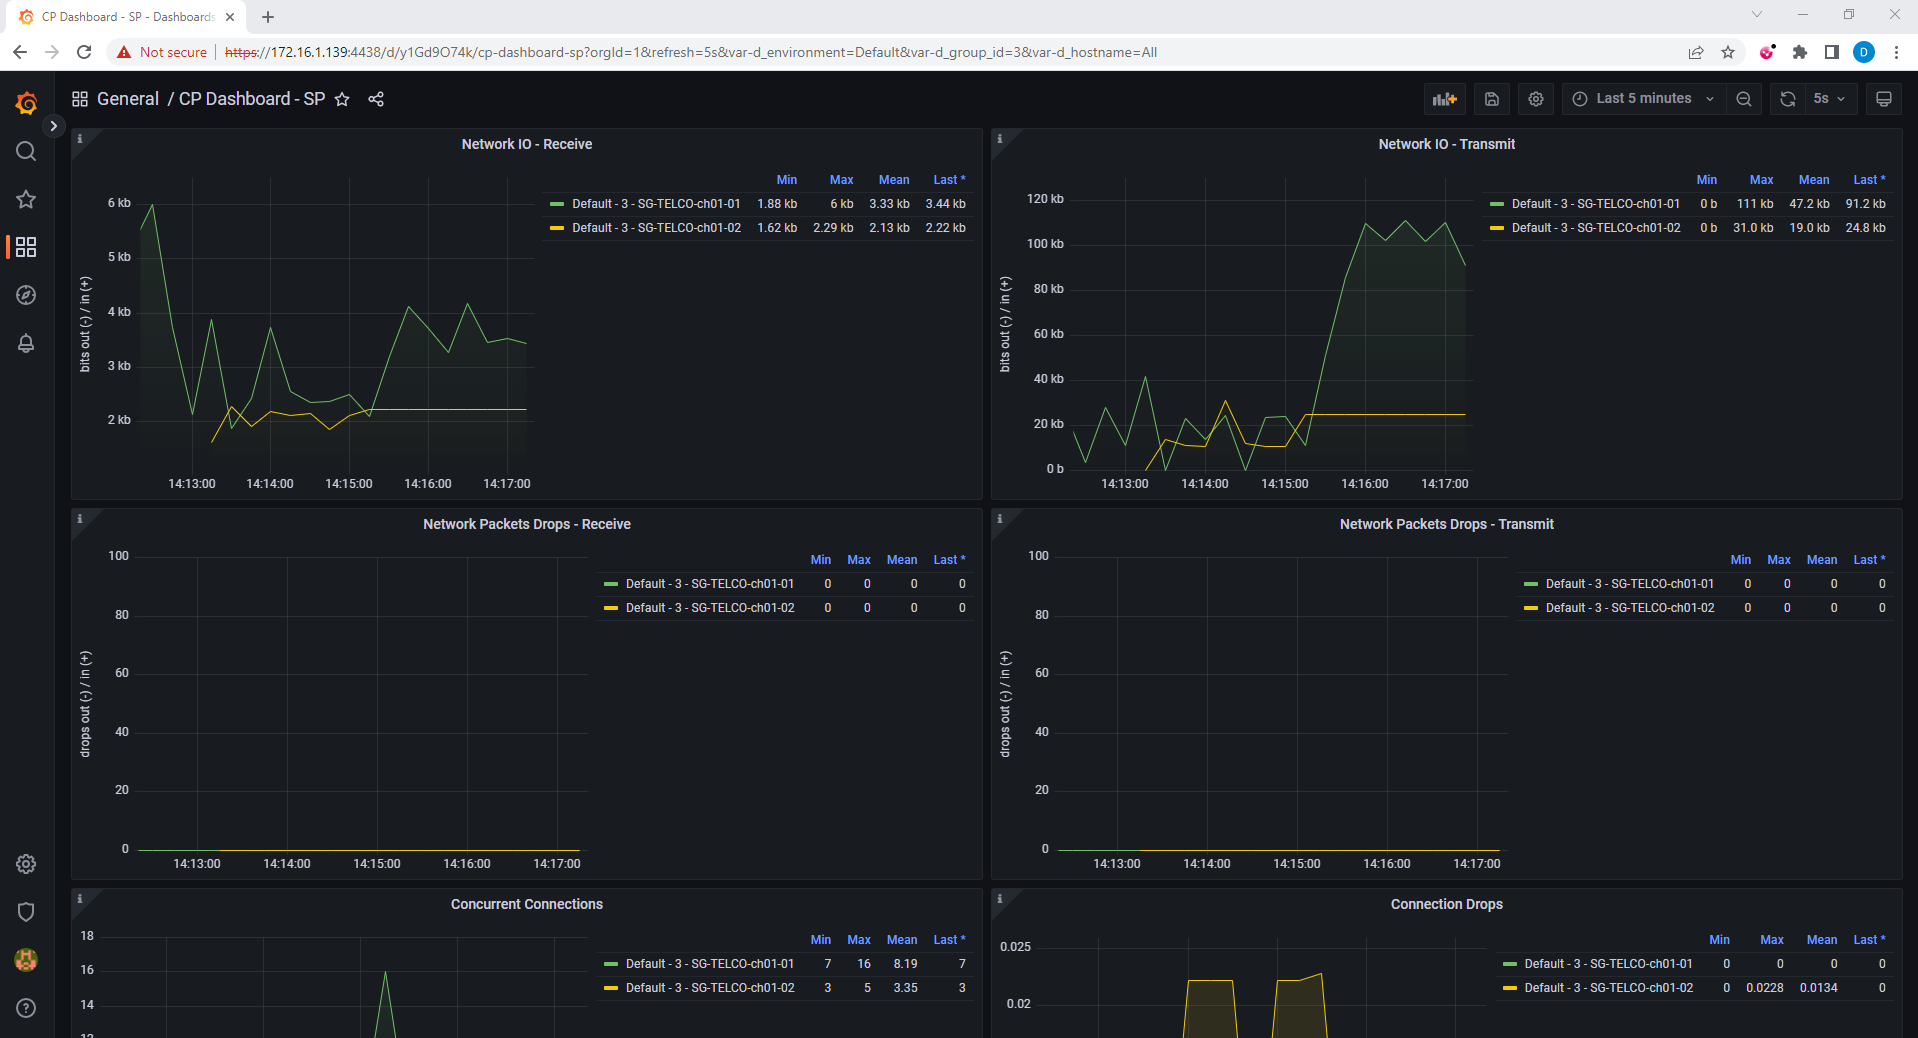 CP Dashboard - SP - Dashboards
Not secure
https://172.16.1.139:4438/d/y1Gd9O74k/cp-dashboard-sp?orgId=1&refresh=5s&var-d_environment=Default&var-d_group_id=3&var-d_hostname=All
D
General / CP Dashboard - SP
Last 5 minutes
5s
Network IO - Receive
bits out (-) / in (+)
6 kb
5 kb
4 kb
3 kb
2 kb
14:13:00 14:14:00 14:15:00 14:16:00 14:17:00
Min Max Mean Last *
Default - 3 - SG-TELCO-ch01-01 1.88 kb 6 kb 3.33 kb 3.44 kb
Default - 3 - SG-TELCO-ch01-02 1.62 kb 2.29 kb 2.13 kb 2.22 kb
Network IO - Transmit
bits out (-) / in (+)
120 kb
100 kb
80 kb
60 kb
40 kb
20 kb
0 b
14:13:00 14:14:00 14:15:00 14:16:00 14:17:00
Min Max Mean Last *
Default - 3 - SG-TELCO-ch01-01 0 b 111 kb 47.2 kb 91.2 kb
Default - 3 - SG-TELCO-ch01-02 0 b 31.0 kb 19.0 kb 24.8 kb
Network Packets Drops - Receive
drops out (-) / in (+)
100
80
60
40
20
0
14:13:00 14:14:00 14:15:00 14:16:00 14:17:00
Min Max Mean Last *
Default - 3 - SG-TELCO-ch01-01 0 0 0 0
Default - 3 - SG-TELCO-ch01-02 0 0 0 0
Network Packets Drops - Transmit
drops out (-) / in (+)
100
80
60
40
20
0
14:13:00 14:14:00 14:15:00 14:16:00 14:17:00
Min Max Mean Last *
Default - 3 - SG-TELCO-ch01-01 0 0 0 0
Default - 3 - SG-TELCO-ch01-02 0 0 0 0
Concurrent Connections
18
16
14
12
Min Max Mean Last *
Default - 3 - SG-TELCO-ch01-01 7 16 8.19 7
Default - 3 - SG-TELCO-ch01-02 3 5 3.35 3
Connection Drops
0.025
0.02
Min Max Mean Last *
Default - 3 - SG-TELCO-ch01-01 0 0 0 0
Default - 3 - SG-TELCO-ch01-02 0 0.0228 0.0134 0